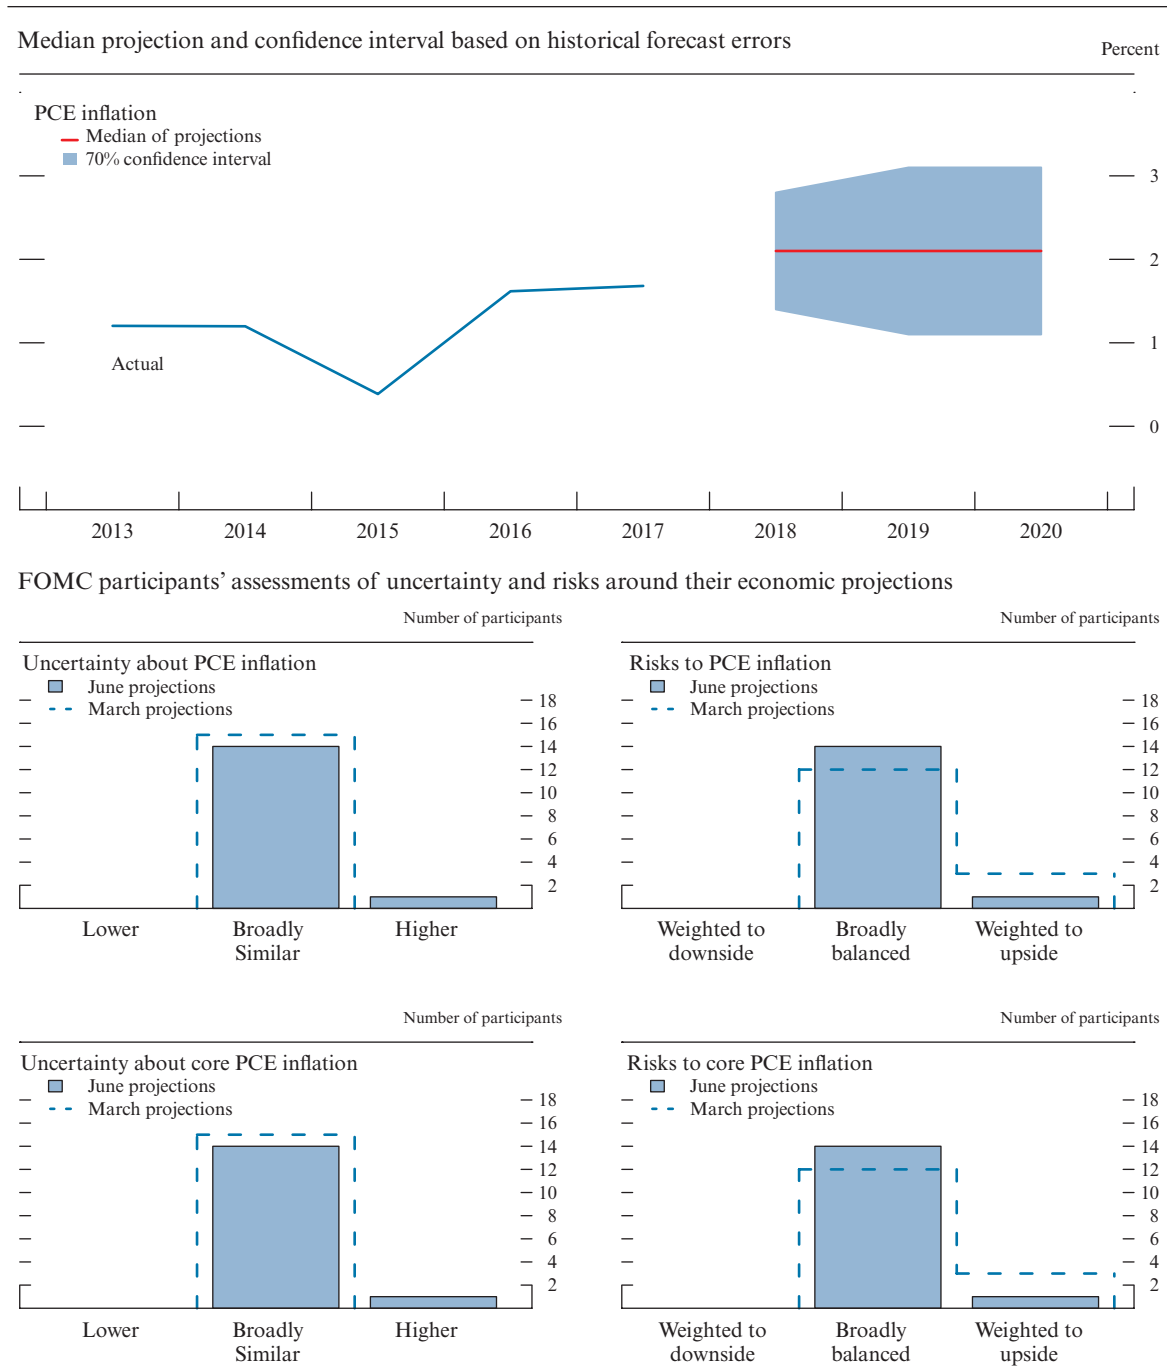 Median projection and confidence interval based on historical forecast errors
Percent
PCE inflation
Median of projections
70% confidence interval
3
2
1
0
Actual
2013 2014 2015 2016 2017 2018 2019 2020
FOMC participants’ assessments of uncertainty and risks around their economic projections
Number of participants
Uncertainty about PCE inflation
June projections
March projections
18
16
14
12
10
8
6
4
2
Lower Broadly Higher
Similar
Number of participants
Risks to PCE inflation
June projections
March projections
18
16
14
12
10
8
6
4
2
Weighted to Broadly Weighted to
downside balanced upside
Number of participants
Uncertainty about core PCE inflation
June projections
March projections
18
16
14
12
10
8
6
4
2
Lower Broadly Higher
Similar
Number of participants
Risks to core PCE inflation
June projections
March projections
18
16
14
12
10
8
6
4
2
Weighted to Broadly Weighted to
downside balanced upside